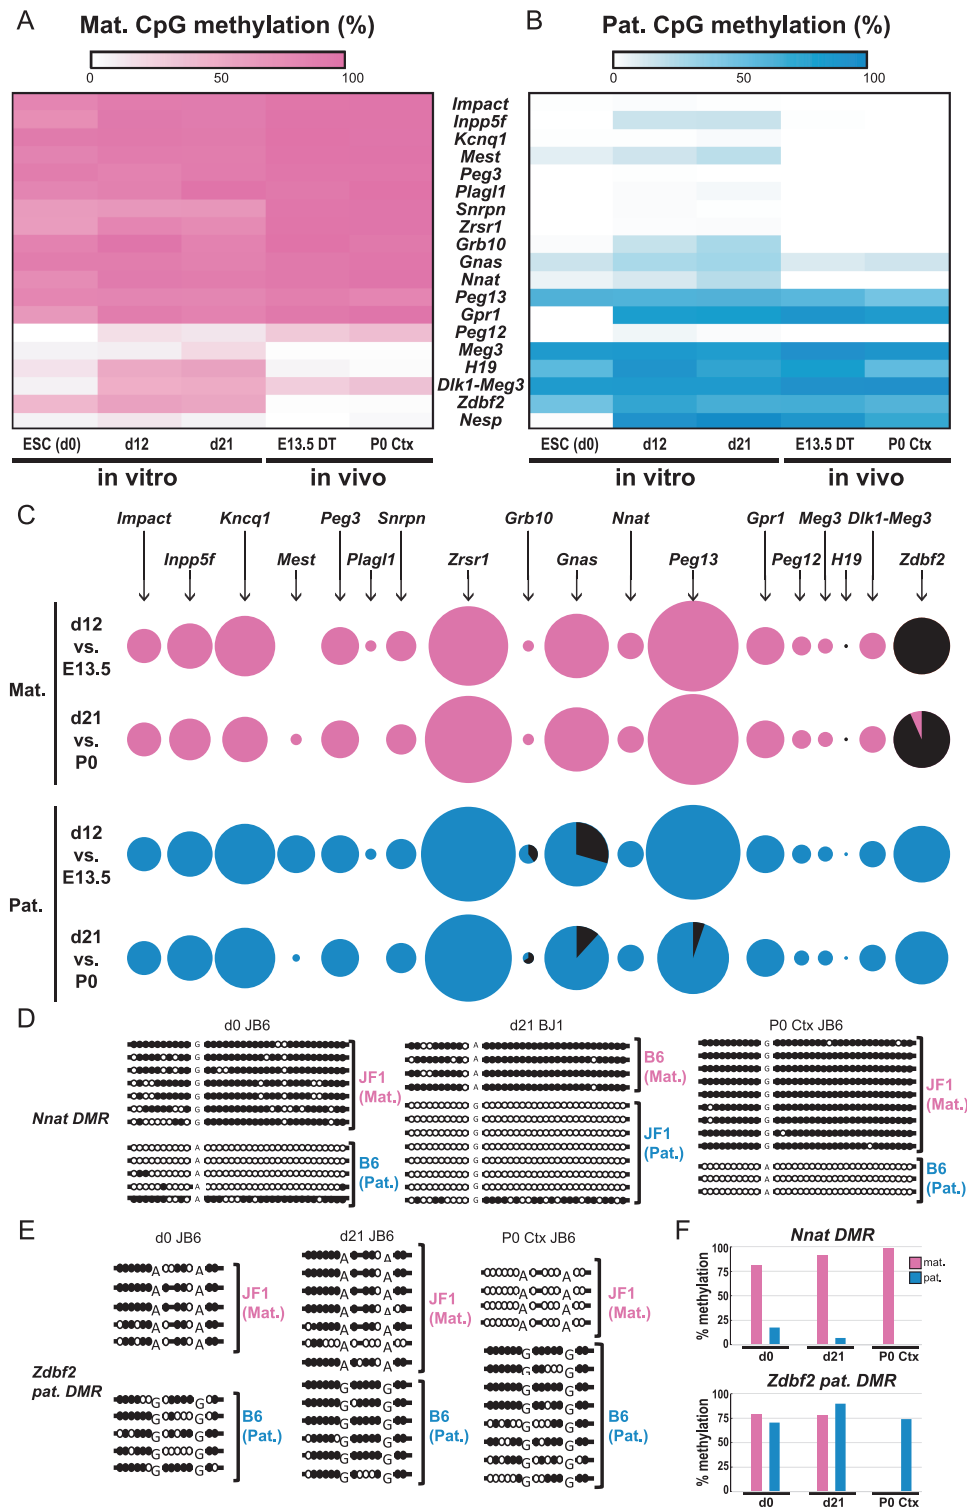 A
Mat. CpG methylation (%)
0 50 100
B
Pat. CpG methylation (%)
0 50 100
Impact
Inpp5f
Kcnq1
Mest
Peg3
Plagl1
Snrpn
Zrsr1
Grb10
Gnas
Nnat
Peg13
Gpr1
Peg12
Meg3
H19
Dlk1-Meg3
Zdbf2
Nesp
ESC (d0) d12 d21 E13.5 DT P0 Ctx
in vitro in vivo
ESC (d0) d12 d21 E13.5 DT P0 Ctx
in vitro in vivo
C
Impact Kncq1 Peg3 Snrpn Grb10 Nnat Gpr1 Meg3 Dlk1-Meg3
Inpp5f Mest Plagl1 Zrsr1 Gnas Peg13 Peg12 H19 Zdbf2
Mat.
d12
vs.
E13.5
d21
vs.
P0
Pat.
d12
vs.
E13.5
d21
vs.
P0
D
Nnat DMR
d0 JB6
G
G
G
G
G
G
G
JF1
(Mat.)
A
A
A
A
A
B6
(Pat.)
d21 BJ1
A
A
A
A
B6
(Mat.)
G
G
G
G
G
G
G
G
JF1
(Pat.)
P0 Ctx JB6
G
G
G
G
G
G
G
G
G
JF1
(Mat.)
A
A
A
B6
(Pat.)
E
Zdbf2
pat. DMR
d0 JB6
A A
A A
A A
A A
A A
JF1
(Mat.)
G G
G G
G G
G G
G G
B6
(Pat.)
d21 JB6
A A
A A
A A
A A
A A
A A
A A
JF1
(Mat.)
G G
G G
G G
G G
G G
G G
B6
(Pat.)
P0 Ctx JB6
A A
A A
A A
A A
JF1
(Mat.)
G G
G G
G G
G G
G G
G G
G G
G G
B6
(Pat.)
F
Nnat DMR
% methylation
100
50
0
mat.
pat.
d0 d21 P0 Ctx
Zdbf2 pat. DMR
% methylation
100
50
0
d0 d21 P0 Ctx